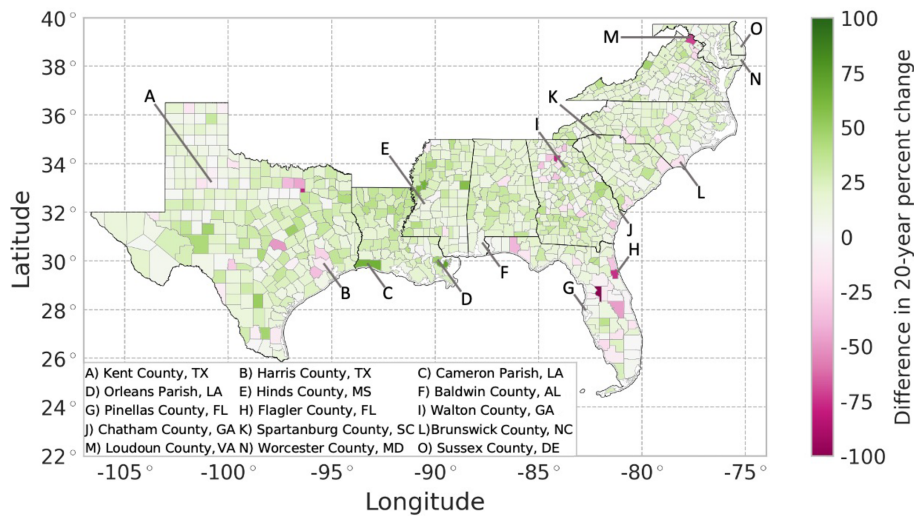 40°
38°
36°
34°
32°
30°
28°
26°
24°
22°
Latitude
-105
-100
-95
-90
-85
-80
-75
Longitude
M
O
N
A
K
I
E
L
J
H
B
C
D
F
G
A) Kent County, TX B) Harris County, TX C) Cameron Parish, LA
D) Orleans Parish, LA E) Hinds County, MS F) Baldwin County, AL
G) Pinellas County, FL H) Flagler County, FL I) Walton County, GA
J) Chatham County, GA K) Spartanburg County, SC L)Brunswick County, NC
M) Loudoun County, VA N) Worcester County, MD O) Sussex County, DE
100
75
50
25
0
-25
-50
-75
-100
Difference in 20-year percent change